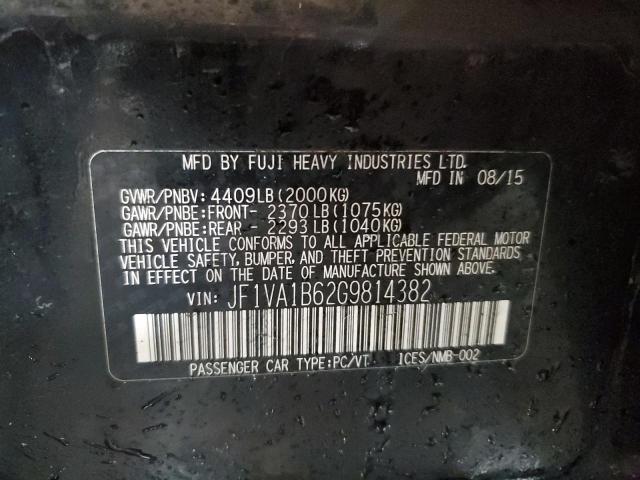 MFD BY FUJI HEAVY INDUSTRIES LTD.
MFD IN 08/15
GVWR/PNBV: 4409LB (2000KG)
GAWR/PNBE:FRONT- 2370LB (1075KG)
GAWR/PNBE:REAR - 2293LB (1040KG)
THIS VEHICLE CONFORMS TO ALL APPLICABLE FEDERAL MOTOR
VEHICLE SAFETY, BUMPER, AND THEFT PREVENTION STANDARDS
IN EFFECT ON THE DATE OF MANUFACTURE SHOWN ABOVE.
VIN: JF1VA1B62G9814382
PASSENGER CAR TYPE:PC/VT ICES/NMB-002